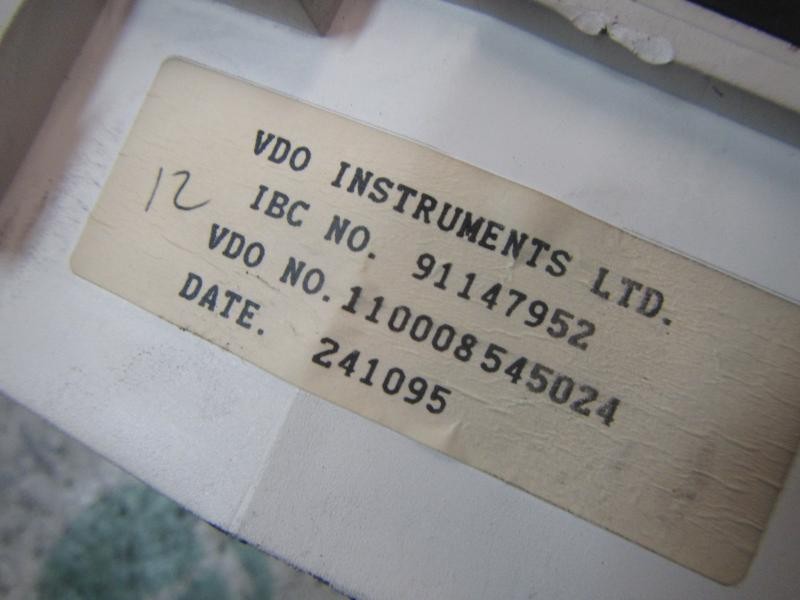 VDO INSTRUMENTS LTD.
12
IBC NO. 91147952
VDO NO. 110008545024
DATE. 241095